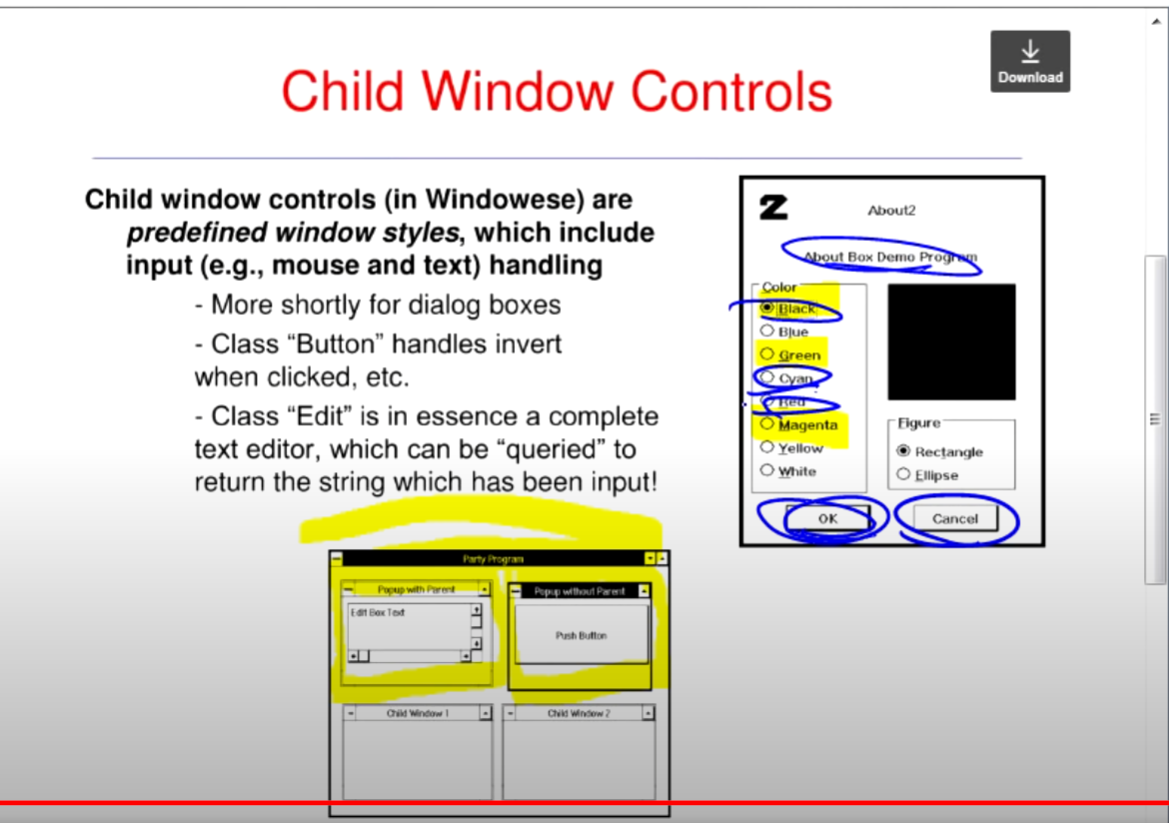 Download
Child Window Controls
Child window controls (in Windowese) are
predefined window styles, which include
input (e.g., mouse and text) handling
- More shortly for dialog boxes
- Class “Button” handles invert
when clicked, etc.
- Class “Edit” is in essence a complete
text editor, which can be “queried” to
return the string which has been input!
2
About2
About Box Demo Program
Color
Black
Blue
Green
Cyan
Red
Magenta
Yellow
White
Figure
Rectangle
Ellipse
OK
Cancel
Party Program
Popup with Parent
Popup without Parent
Edit Box Text
Push Button
Child Window 1
Child Window 2